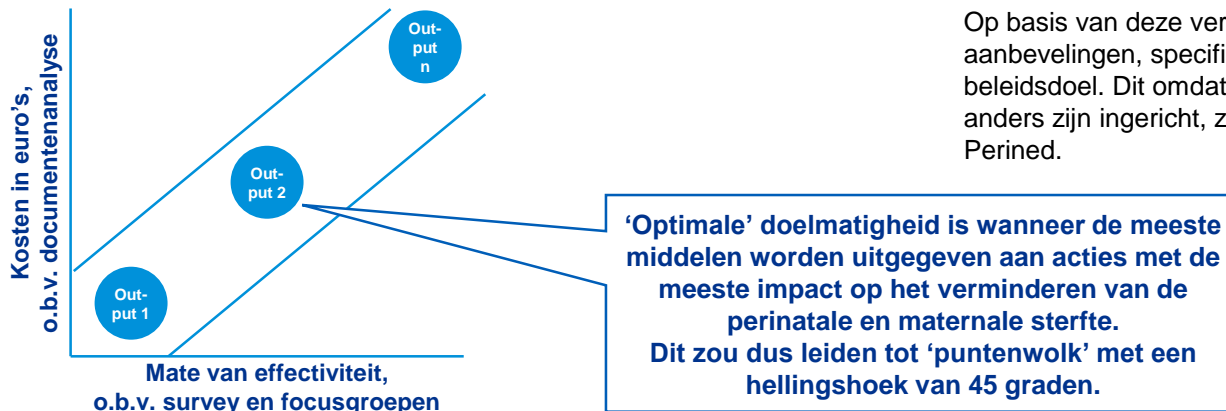 Out-
put
n
Kosten in euro’s,
o.b.v. documentenanalyse
Out-
put 2
Out-
put 1
Mate van effectiviteit,
o.b.v. survey en focusgroepen
Op basis van deze
aanbevelingen,
beleidsdoel. Dit omdat
anders zijn ingericht,
Perined.
‘Optimale’ doelmatigheid is wanneer de meeste
middelen worden uitgegeven aan acties met de
meeste impact op het verminderen van de
perinatale en maternale sterfte.
Dit zou dus leiden tot ‘puntenwolk’ met een
hellingshoek van 45 graden.